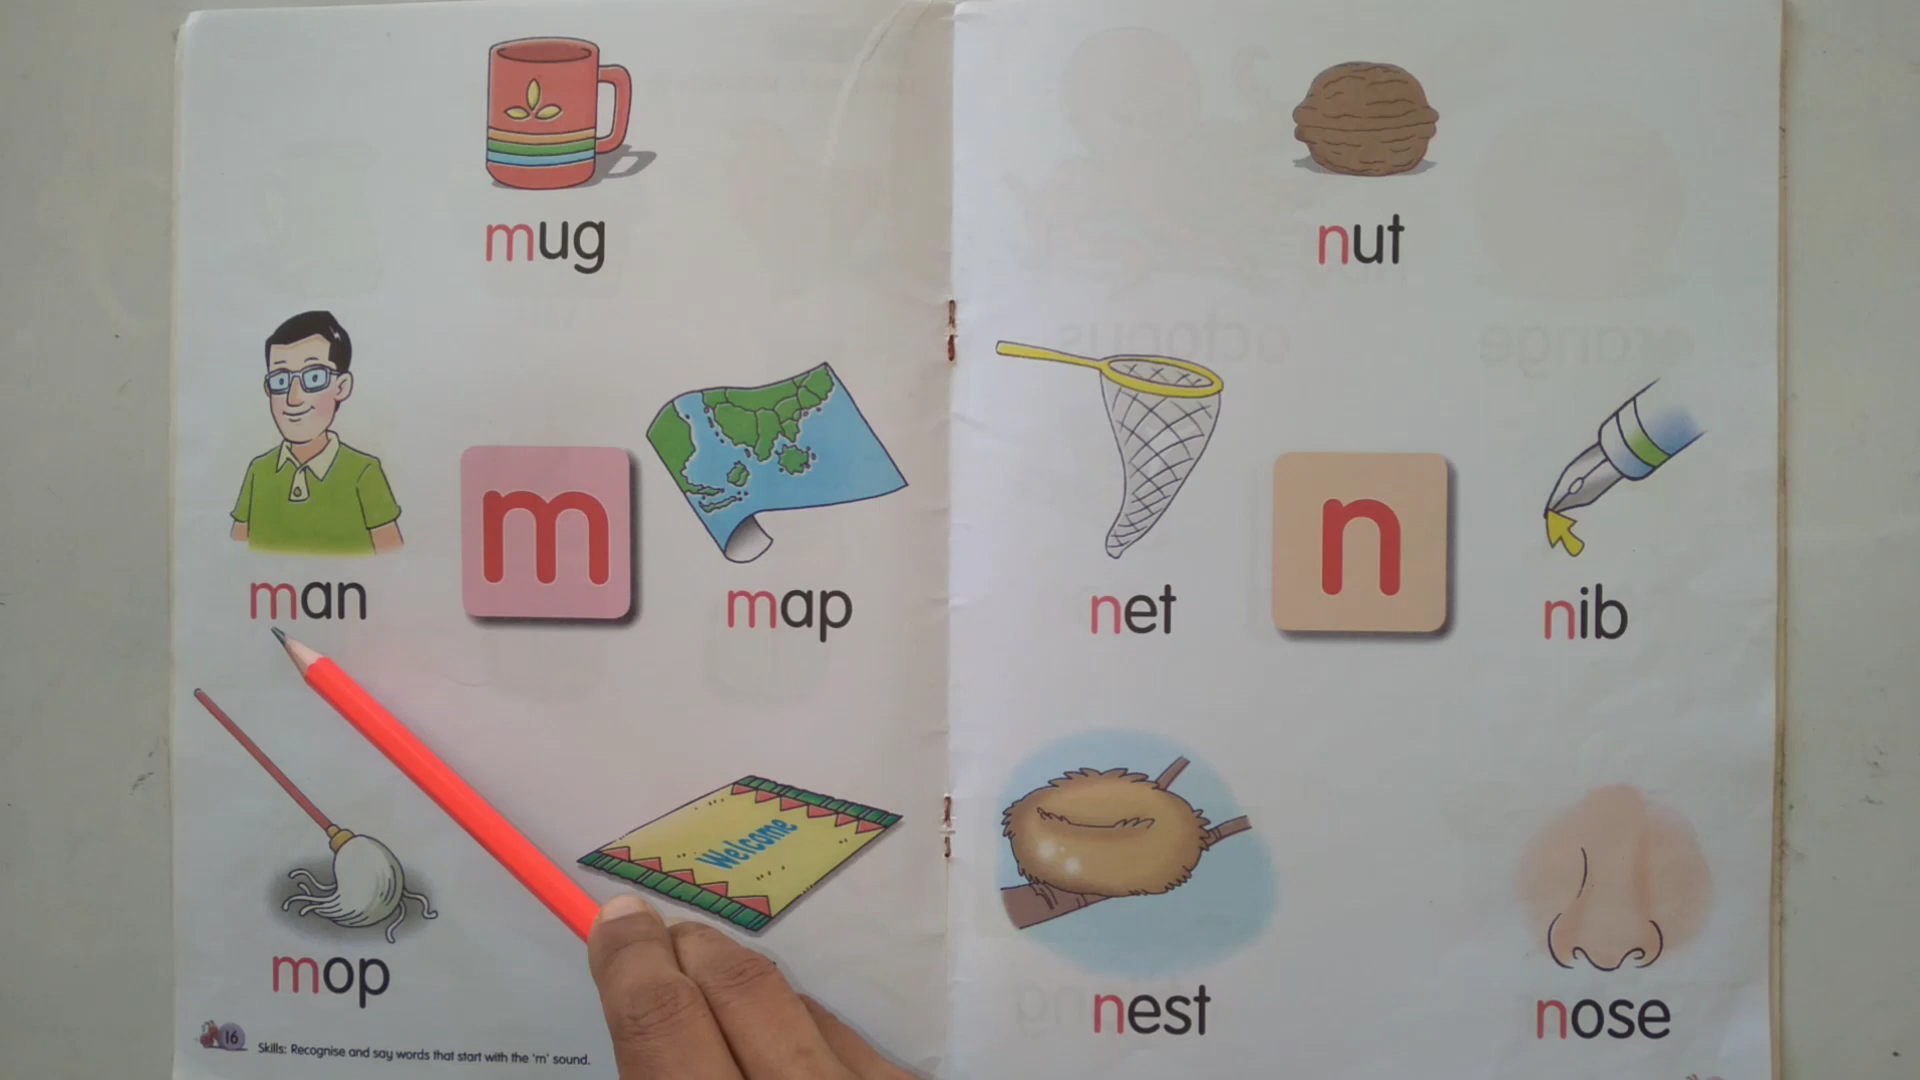 mug
man
m
map
Welcome
mop
16
Skills: Recognise and say words that start with the 'm' sound.
nut
net
n
nib
nest
nose